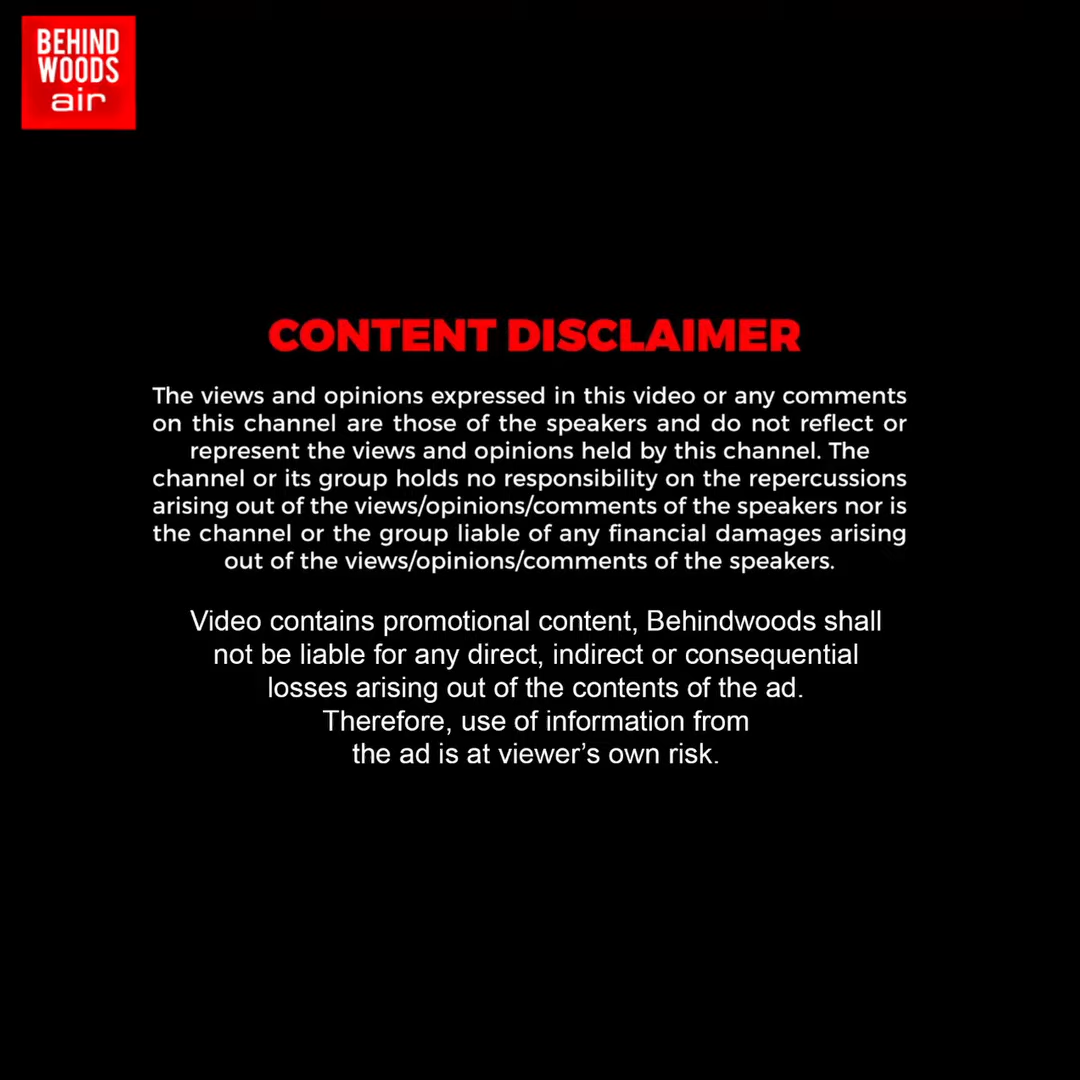 BEHIND
WOODS
air
CONTENT DISCLAIMER
The views and opinions expressed in this video or any comments
on this channel are those of the speakers and do not reflect or
represent the views and opinions held by this channel. The
channel or its group holds no responsibility on the repercussions
arising out of the views/opinions/comments of the speakers nor is
the channel or the group liable of any financial damages arising
out of the views/opinions/comments of the speakers.
Video contains promotional content, Behindwoods shall
not be liable for any direct, indirect or consequential
losses arising out of the contents of the ad.
Therefore, use of information from
the ad is at viewer’s own risk.